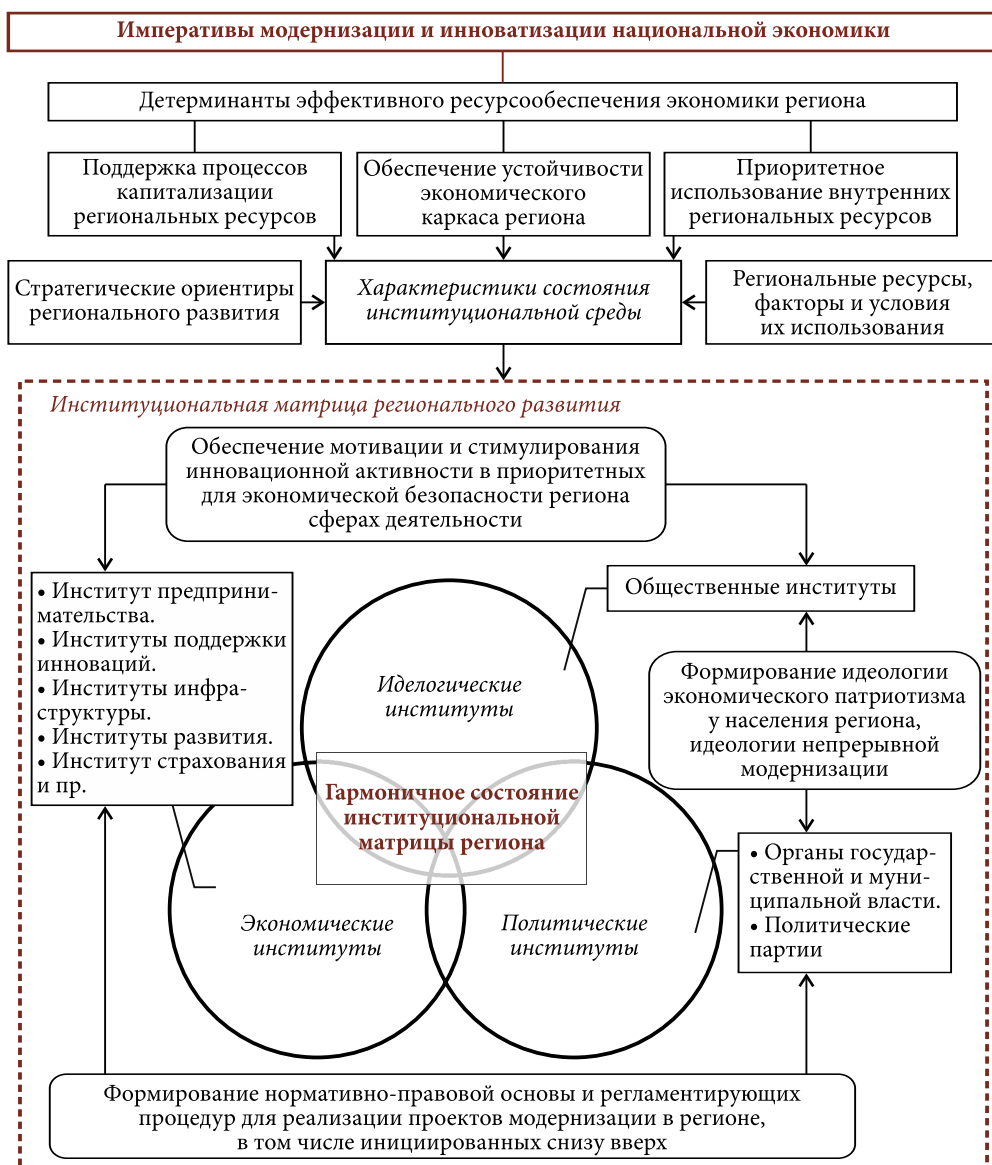 Императивы модернизации и инноватизации национальной экономики
Детерминанты эффективного ресурсообеспечения экономики региона
Поддержка процессов
капитализации
региональных ресурсов
Обеспечение устойчивости
экономического
каркаса региона
Приоритетное
использование внутренних
региональных ресурсов
Стратегические ориентиры
регионального развития
Характеристики состояния
институциональной среды
Региональные ресурсы,
факторы и условия
их использования
Институциональная матрица регионального развития
Обеспечение мотивации и стимулирования
инновационной активности в приоритетных
для экономической безопасности региона
сферах деятельности
• Институт предприни-
мательства.
• Институты поддержки
инноваций.
• Институты инфра-
структуры.
• Институты развития.
• Институт страхования
и пр.
Общественные институты
Иделогические
институты
Формирование идеологии
экономического патриотизма
у населения региона,
идеологии непрерывной
модернизации
Гармоничное состояние
институциональной
матрицы региона
Экономические
институты
Политические
институты
• Органы государ-
ственной и муни-
ципальной власти.
• Политические
партии
Формирование нормативно-правовой основы и регламентирующих
процедур для реализации проектов модернизации в регионе,
в том числе инициированных снизу вверх